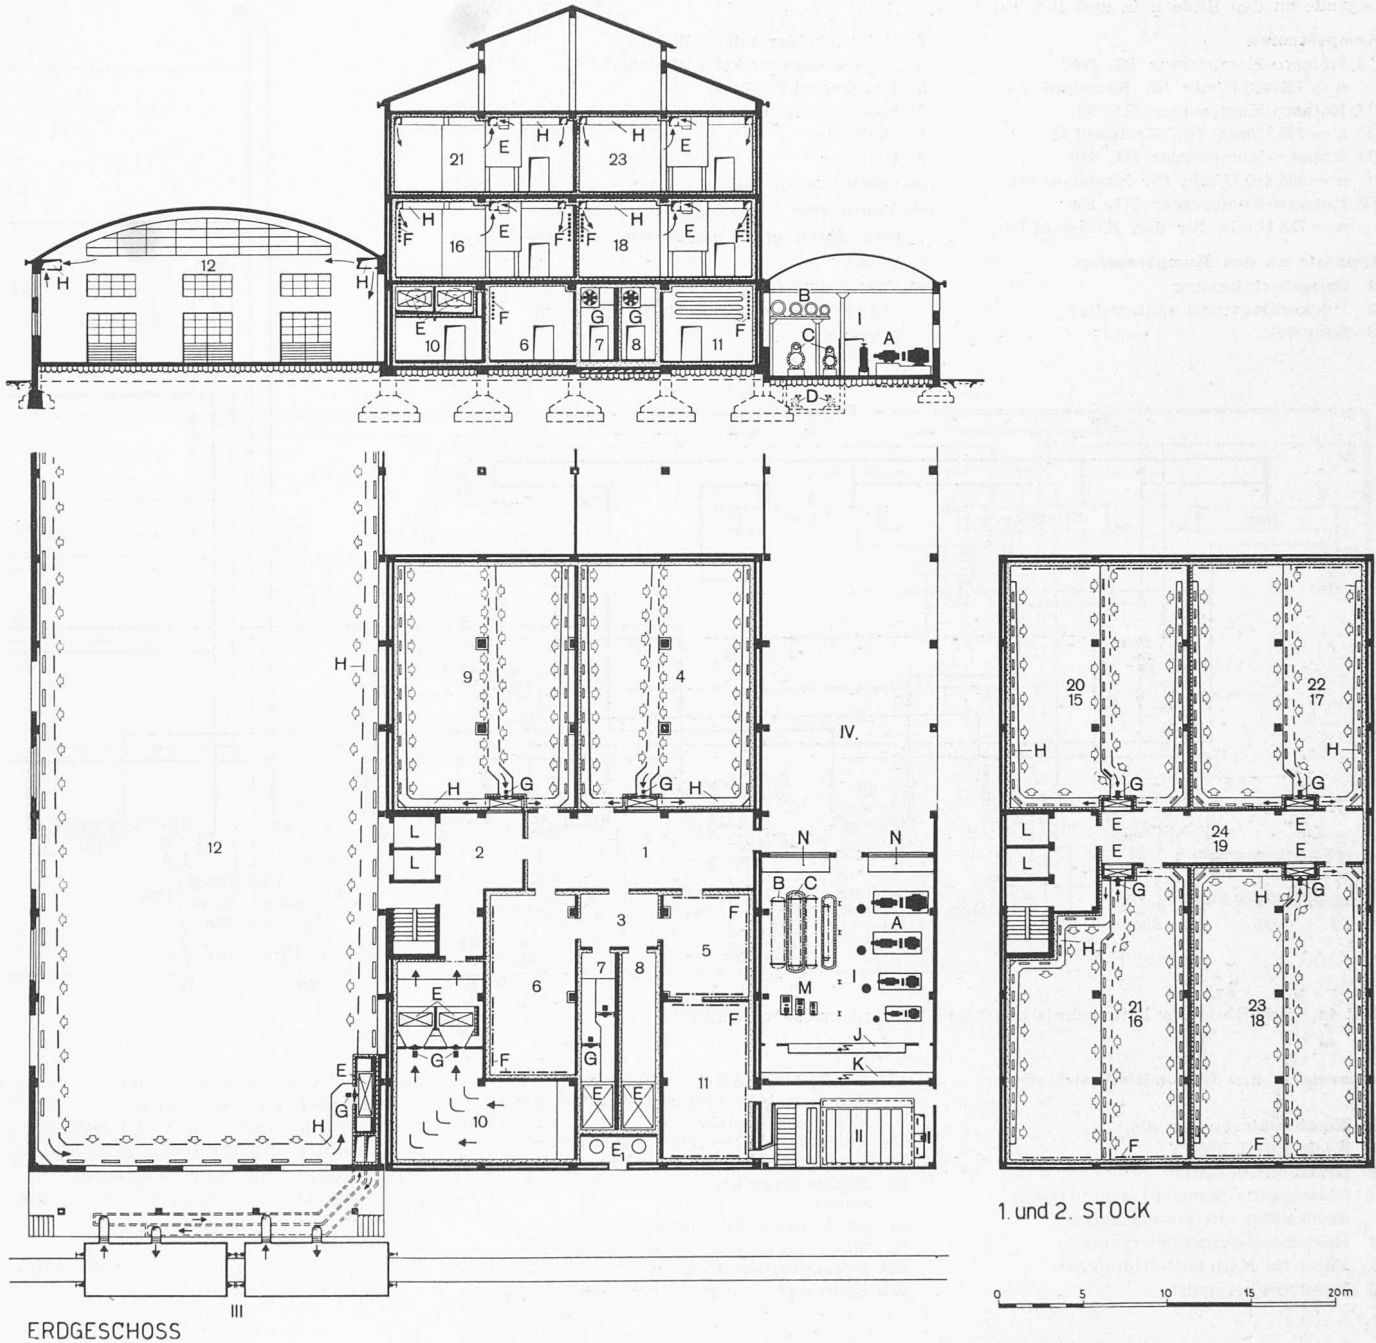 21 E H 23 E
H F 16 E F F H 18 E F
12
H H
E 10 F 6 G 7 G 8 F 11
B I C A
D
H
9 4
20 15 22 17
IV.
H H
H G G H
G G
L L 2 1
N N
L L E E 24 19 E E
B C
G H G
F A
3 5
H
7 8
6 I
M
E F
21 16 23 18
J
G F G K
E
G 11
H 10 E E II
E1
F F
12
1. und 2. STOCK
0 5 10 15 20 m
III
ERDGESCHOSS